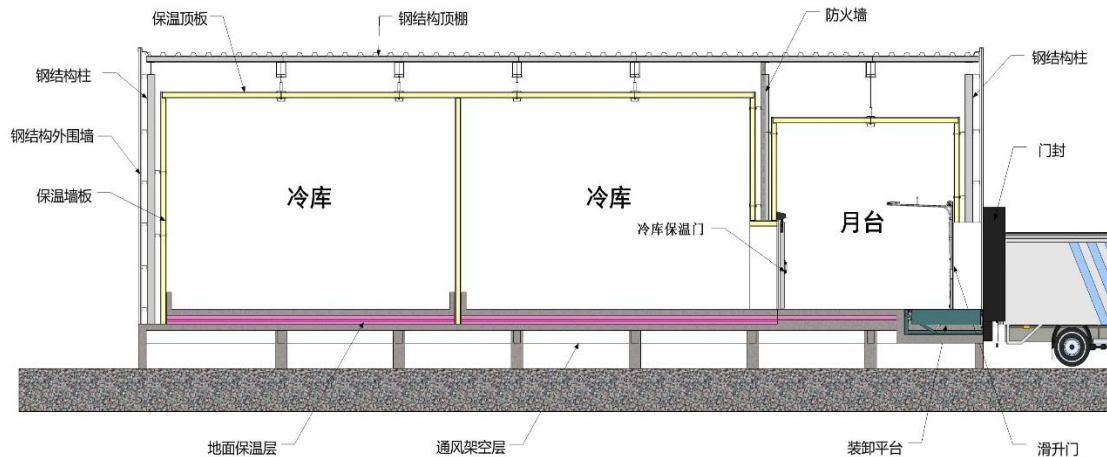 保温顶板
钢结构顶棚
防火墙
钢结构柱
钢结构柱
钢结构外围墙
门封
保温墙板
冷库
冷库
月台
冷库保温门
地面保温层
通风架空层
装卸平台
滑升门